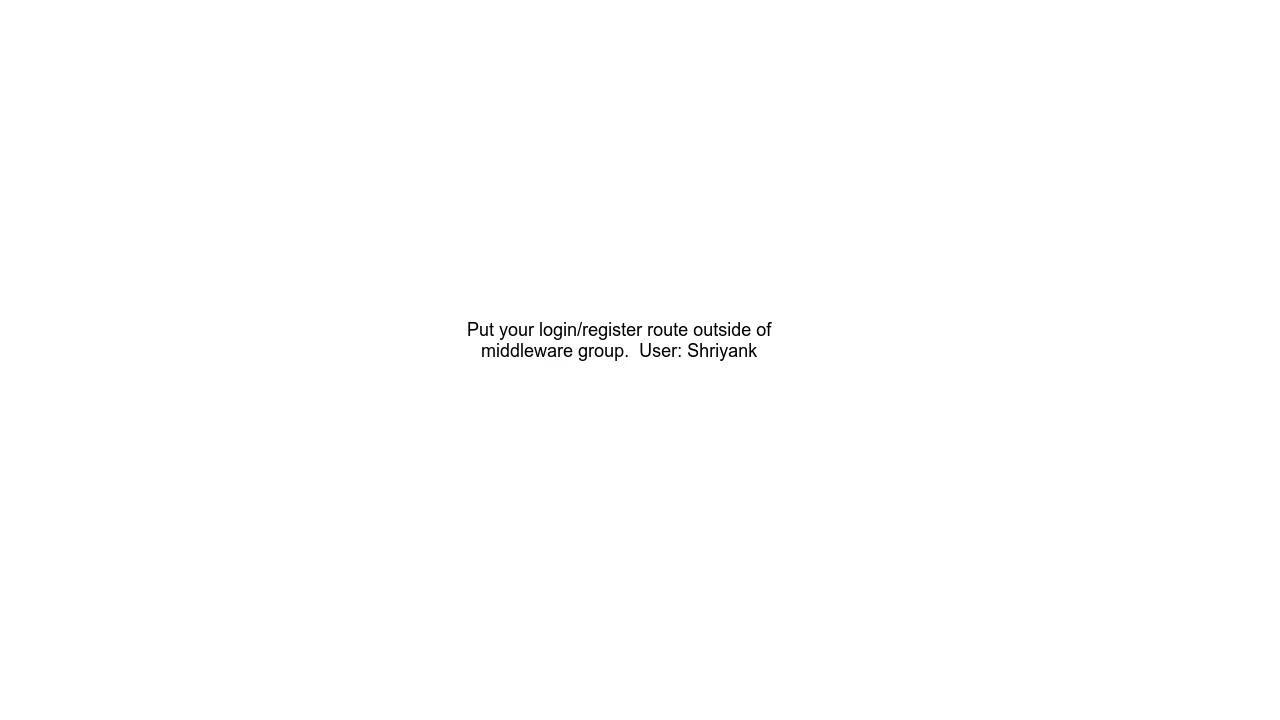 Put your login/register route outside of
middleware group.  User: Shriyank